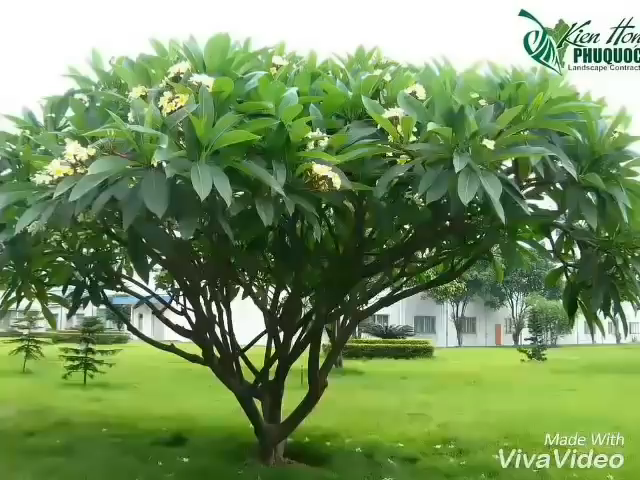 Kien Hon
PHUQUOC
Landscape Contract
Made With
VivaVideo